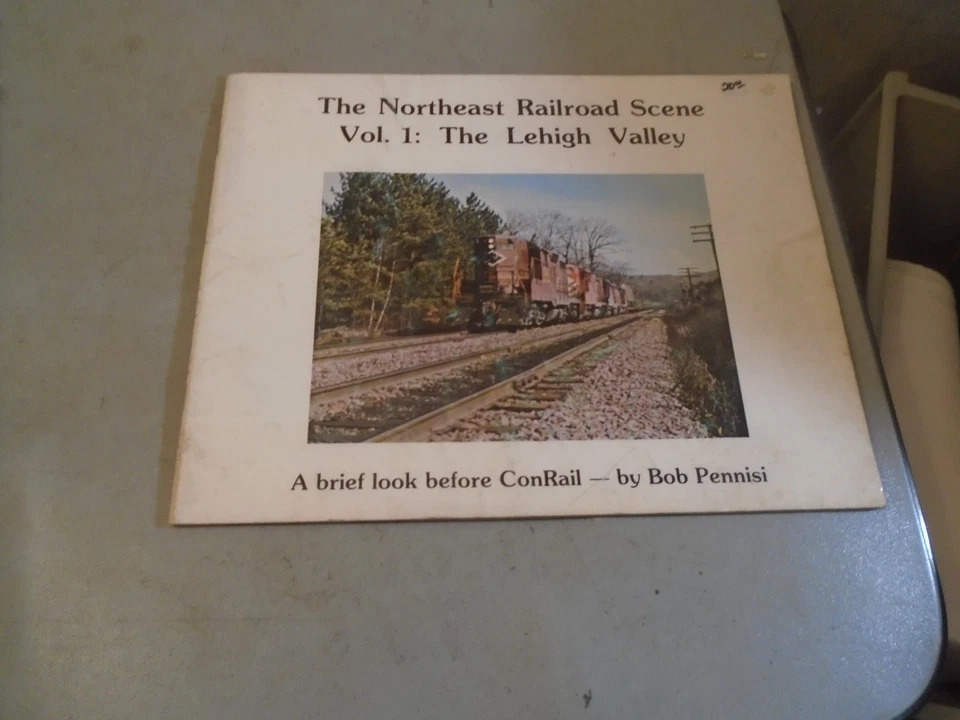 The Northeast Railroad Scene
Vol. 1: The Lehigh Valley
A brief look before ConRail — by Bob Pennisi